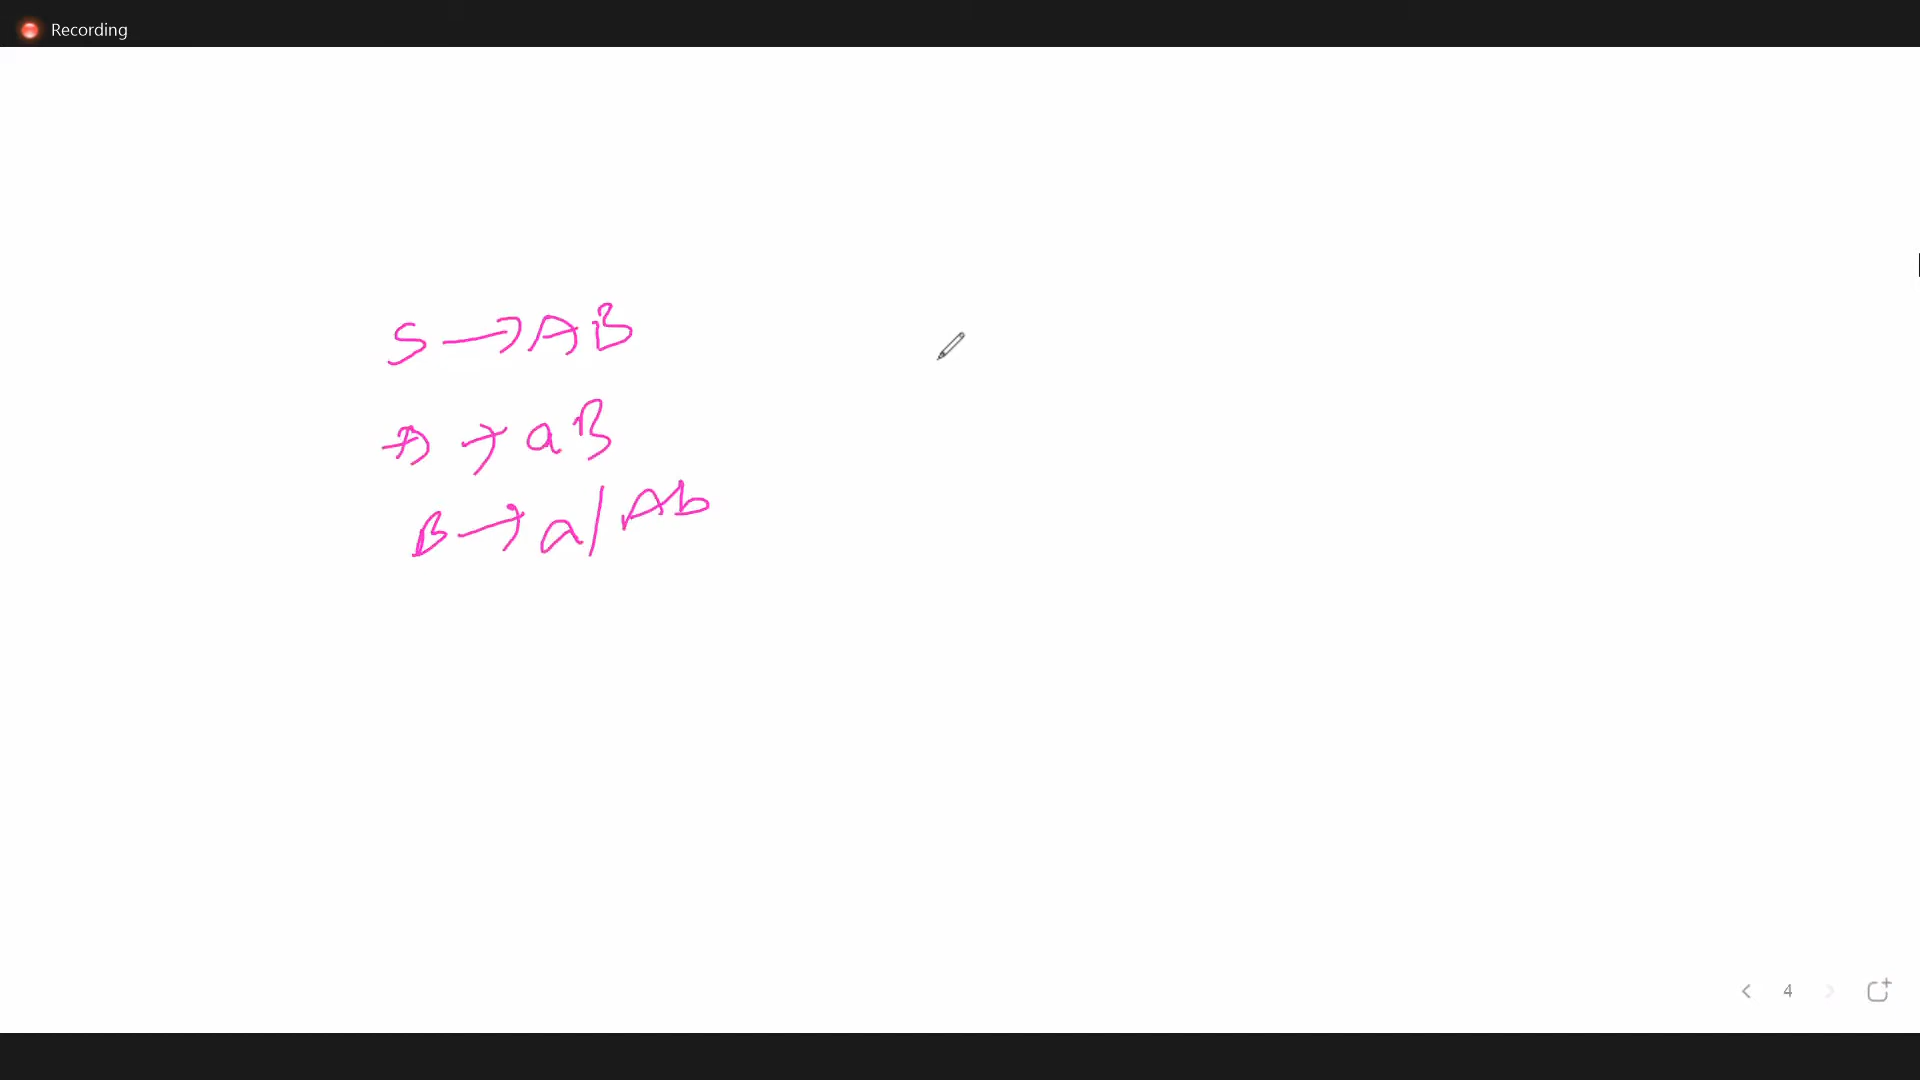 Recording
S → AB
A → aB
B → a/Ab
4